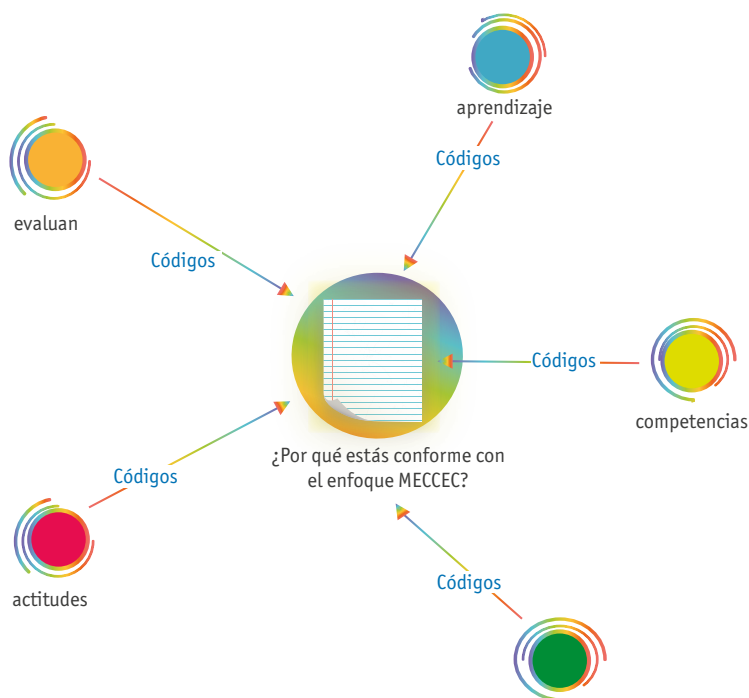 aprendizaje
Códigos
evaluan
Códigos
Códigos
competencias
¿Por qué estás conforme con
el enfoque MECCEC?
Códigos
actitudes
Códigos